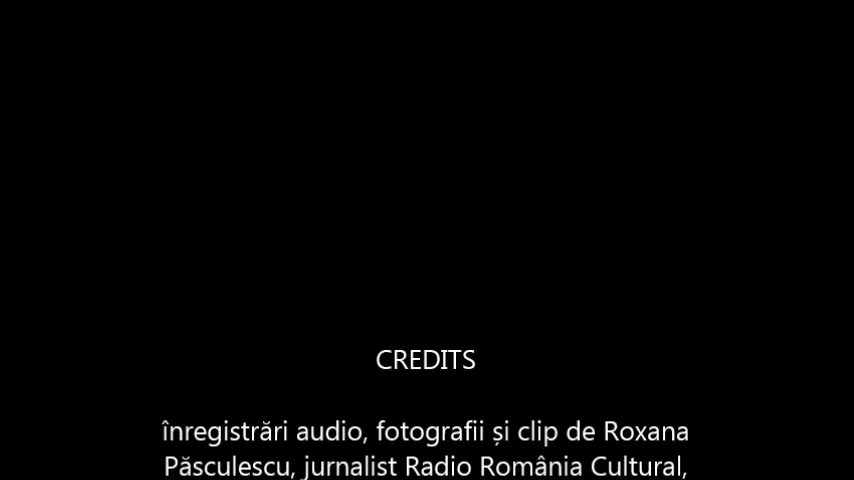 CREDITS
înregistrări audio, fotografii și clip de Roxana
Păsculescu, jurnalist Radio România Cultural,